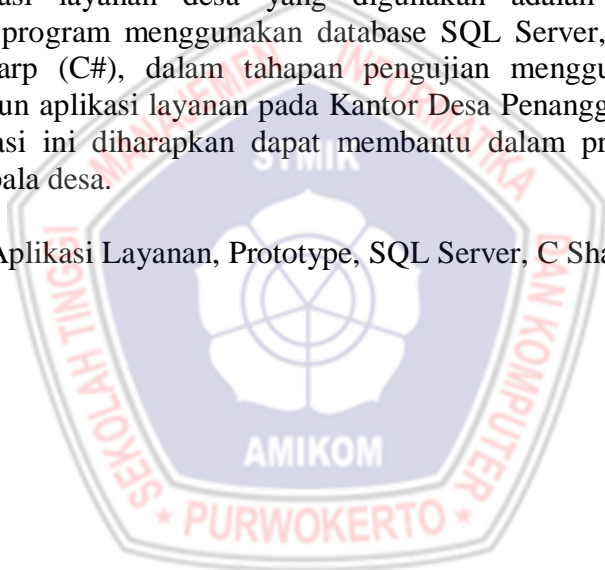 asi layanan desa yang digunakan adalah
program menggunakan database SQL Server,
arp (C#), dalam tahapan pengujian menggu
un aplikasi layanan pada Kantor Desa Penangg
asi ini diharapkan dapat membantu dalam pr
pala desa.
Aplikasi Layanan, Prototype, SQL Server, C Sha
SEKOLAH TINGGI MANAJEMEN INFORMATIKA DAN KOMPUTER
STMIK
AMIKOM
* PURWOKERTO *